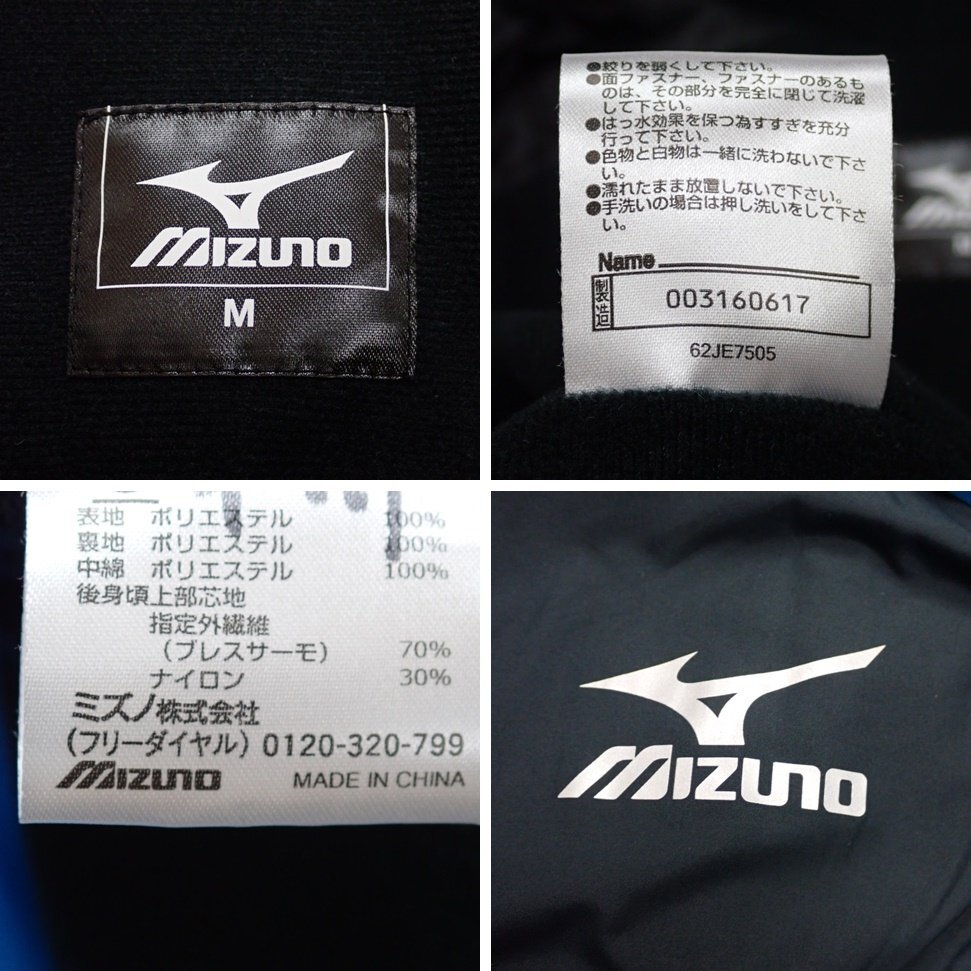 MIZUNO
M
●絞りを弱くして下さい。
●面ファスナー、ファスナーのあるも
のは、その部分を完全に閉じて洗濯
して下さい。
●はっ水効果を保つ為すすぎを充分
行って下さい。
●色物と白物は一緒に洗わないで下さ
い。
●濡れたまま放置しないで下さい。
●手洗いの場合は押し洗いをして下さ
い。
Name
製造 003160617
62JE7505
表地 ポリエステル 100%
裏地 ポリエステル 100%
中綿 ポリエステル 100%
後身頃上部芯地
指定外繊維
(ブレスサーモ) 70%
ナイロン 30%
ミズノ株式会社
(フリーダイヤル) 0120-320-799
MIZUNO MADE IN CHINA
MIZUNO